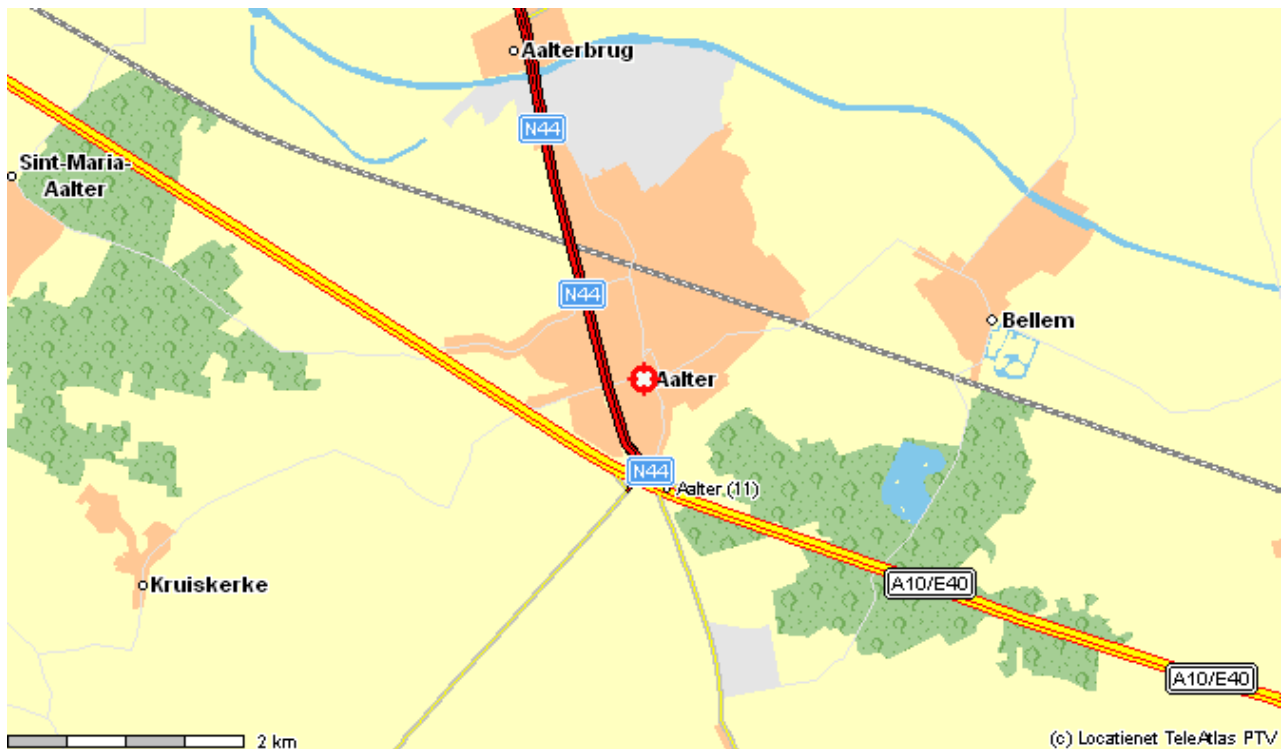 Aalterbrug
N44
Sint-Maria-
Aalter
N44
Bellem
Aalter
N44
Aalter (11)
Kruiskerke
A10/E40
A10/E40
2 km
(c) Locatienet TeleAtlas PTV